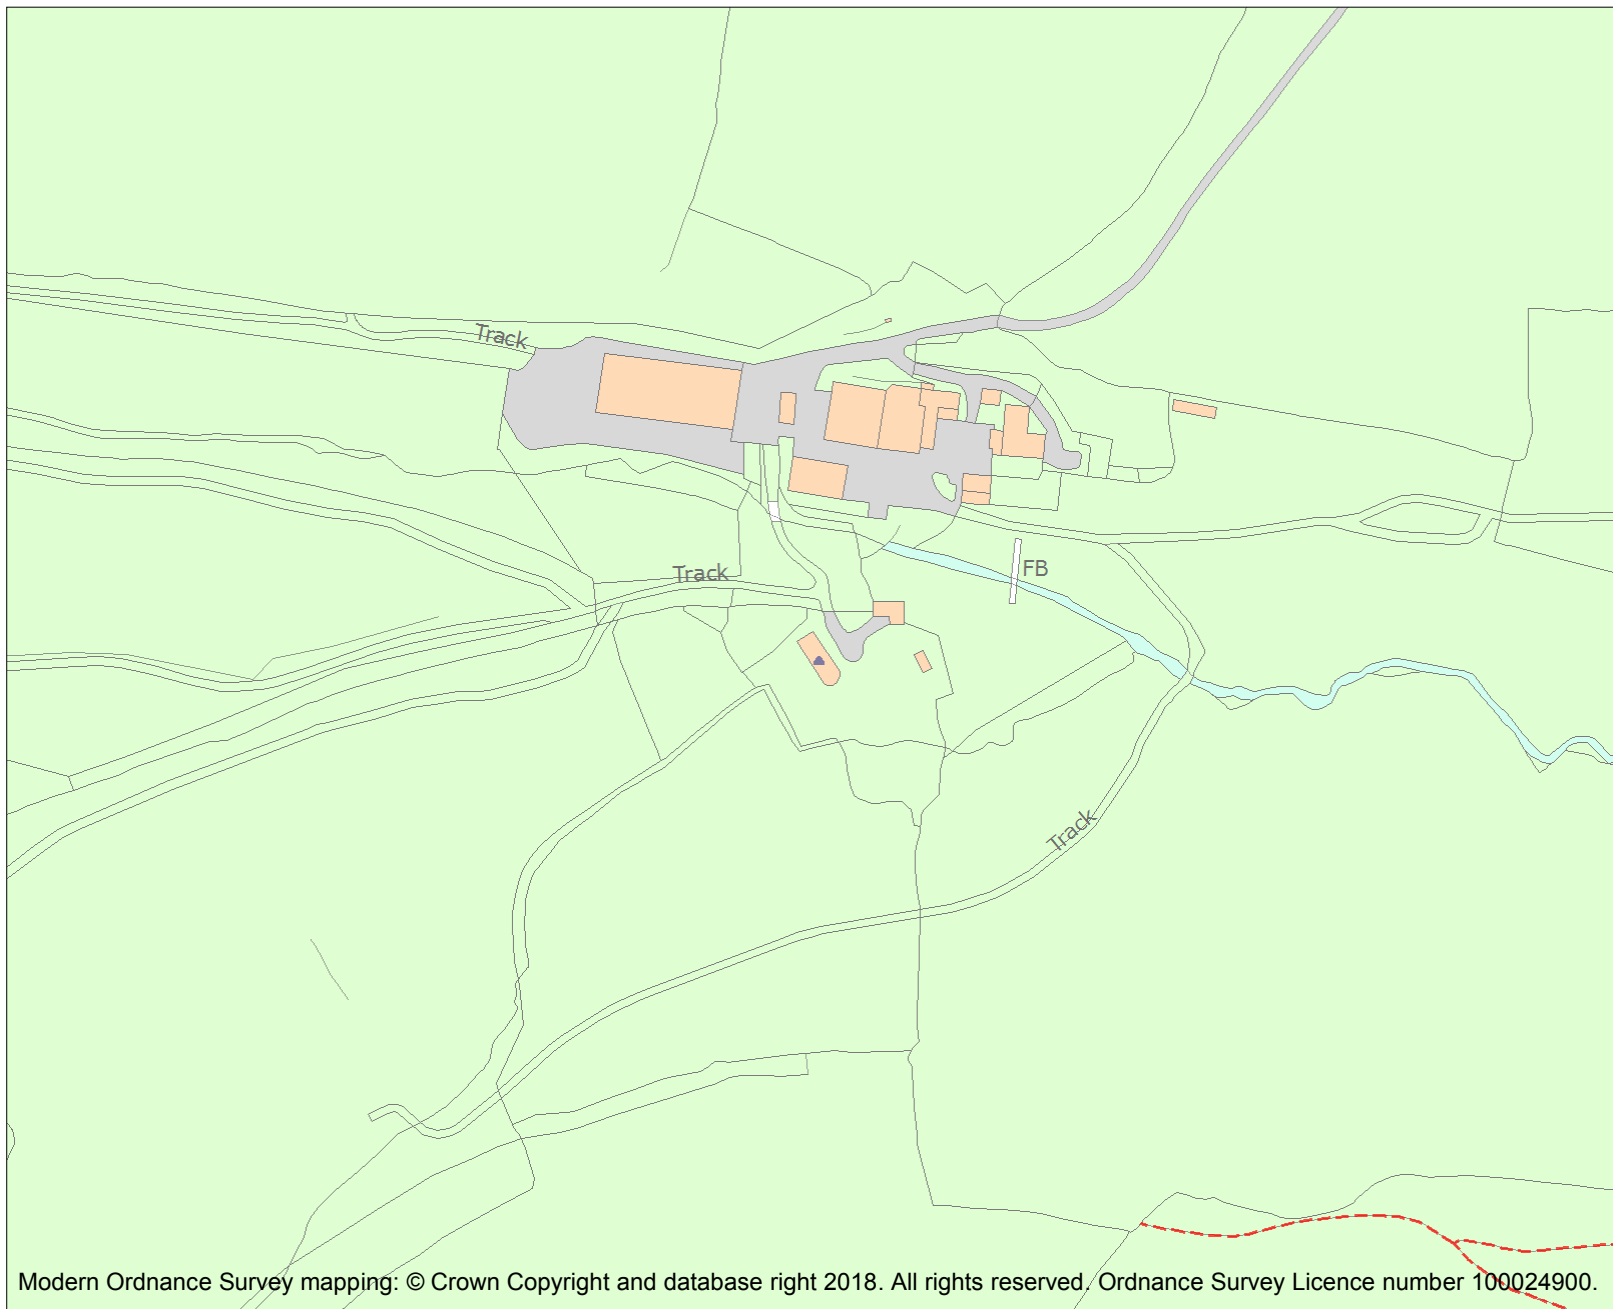 Track
Track
FB
Track
Modern Ordnance Survey mapping: © Crown Copyright and database right 2018. All rights reserved. Ordnance Survey Licence number 100024900.